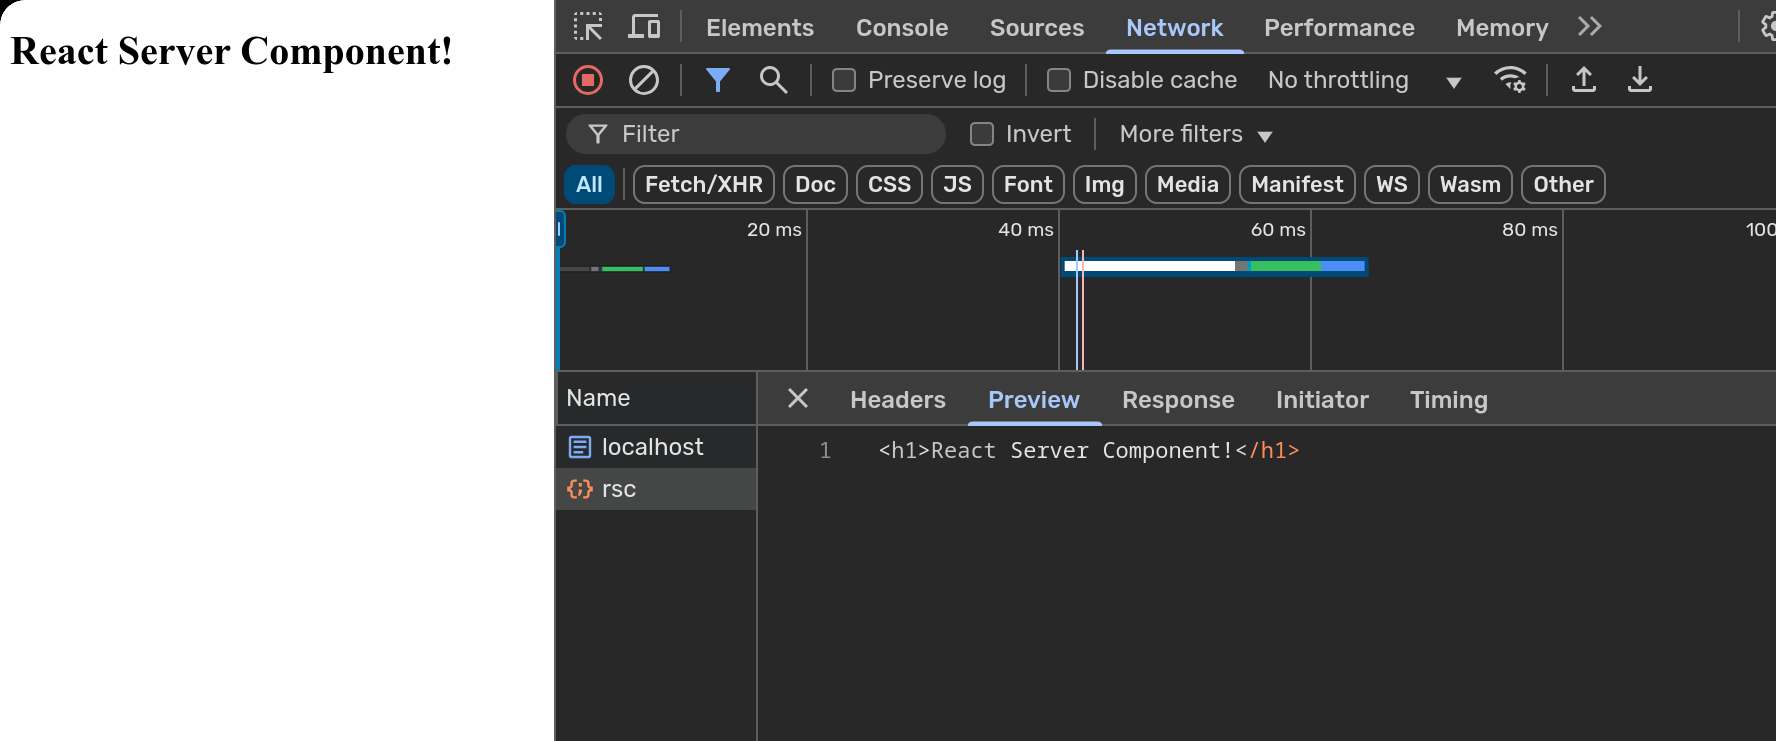 React Server Component!
Elements Console Sources Network Performance Memory
Preserve log Disable cache No throttling
Filter Invert More filters
All Fetch/XHR Doc CSS JS Font Img Media Manifest WS Wasm Other
20 ms 40 ms 60 ms 80 ms 100
Name Headers Preview Response Initiator Timing
localhost
rsc
1 <h1>React Server Component!</h1>